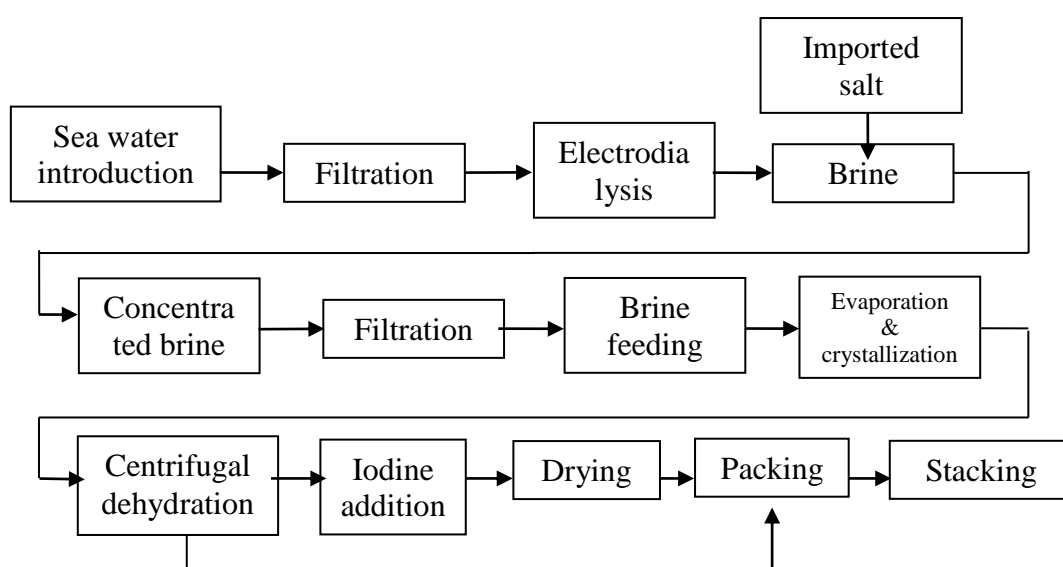 Imported
salt
Sea water
introduction
Filtration
Electrodia
lysis
Brine
Concentra
ted brine
Filtration
Brine
feeding
Evaporation
&
crystallization
Centrifugal
dehydration
Iodine
addition
Drying
Packing
Stacking